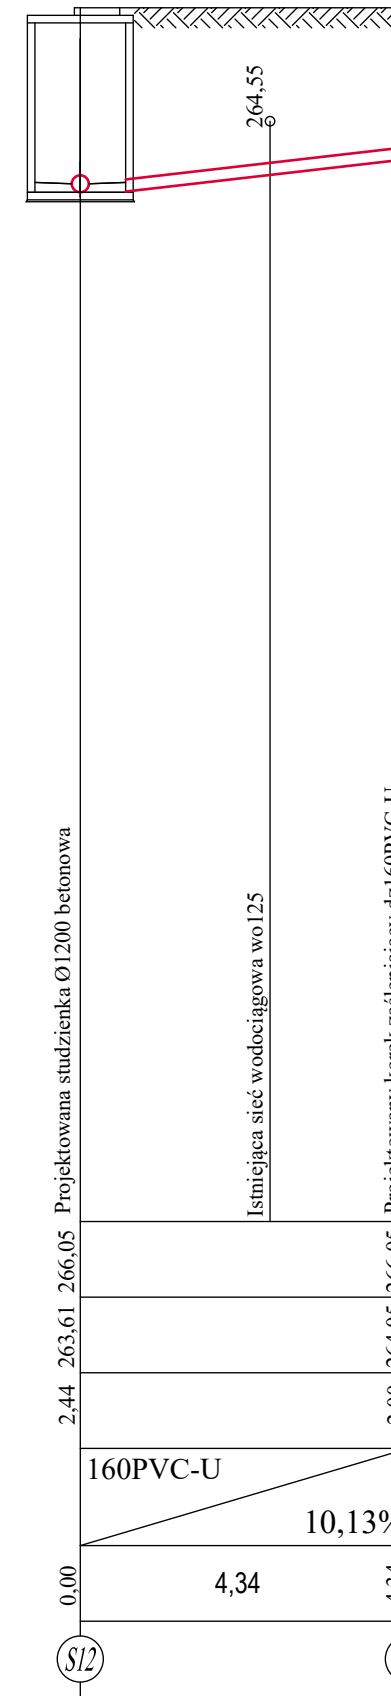 264,55
Projektowana studzienka Ø1200 betonowa
Istniejąca sieć wodociągowa wo125
266,05
263,61
2,44
160PVC-U
10,13%
0,00
4,34
S12